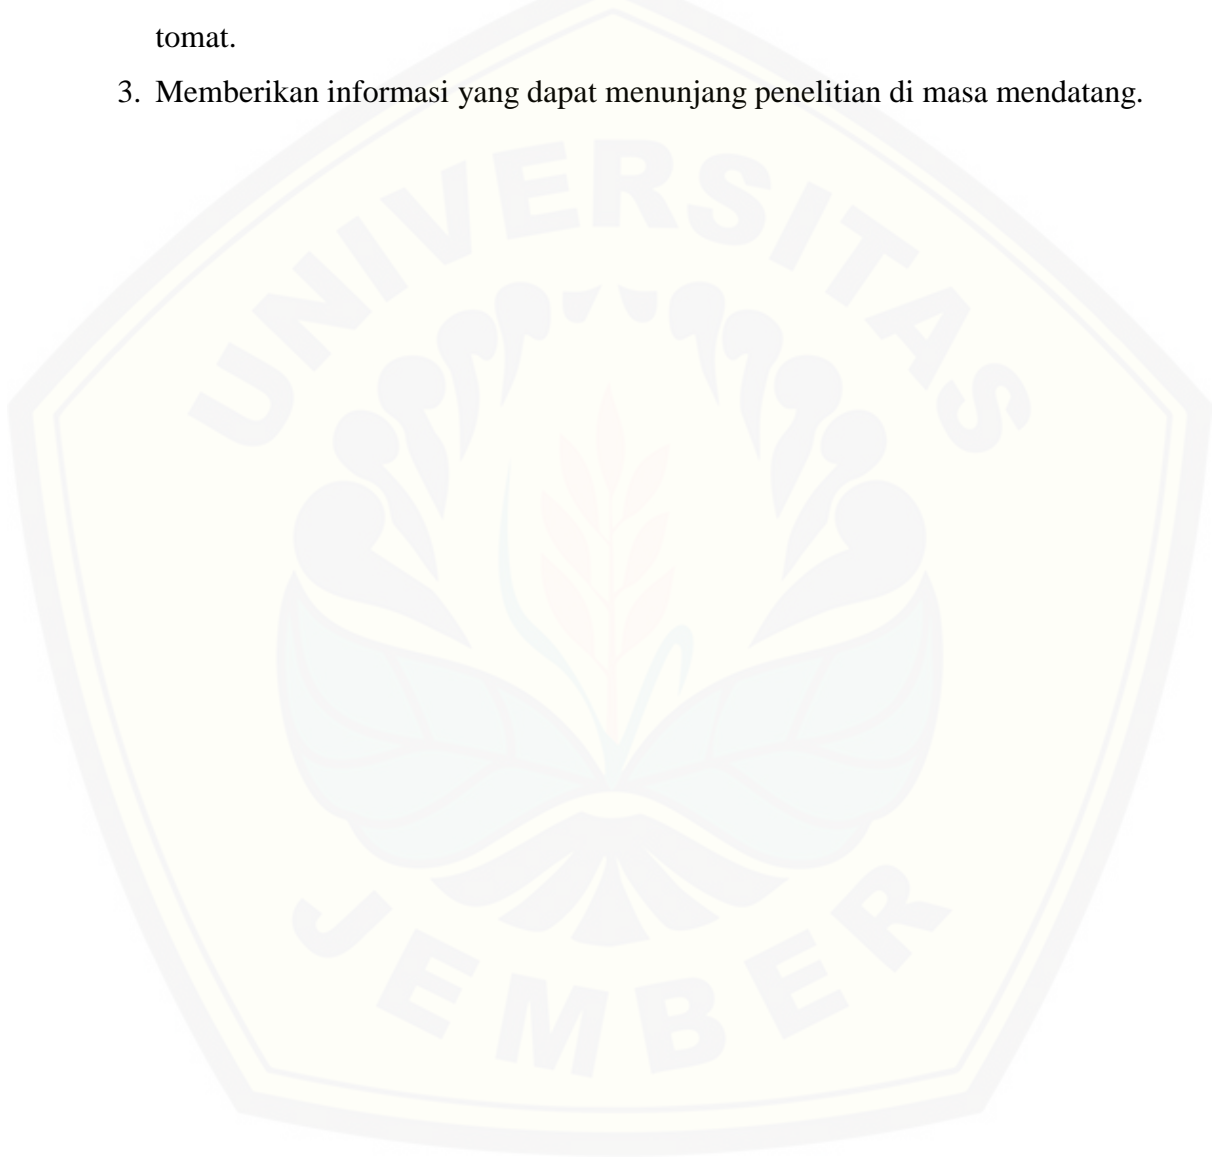 tomat.
3. Memberikan informasi yang dapat menunjang penelitian di masa mendatang.
UNIVERSITAS
JEMBER